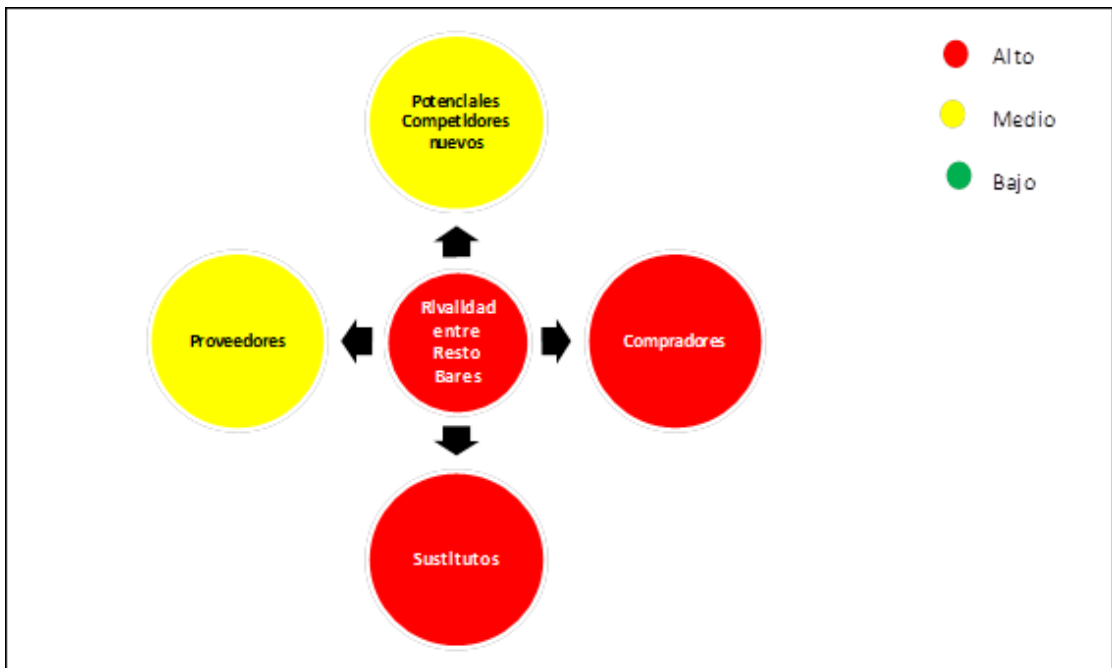 Potenciales
Competidores
nuevos
Alto
Medio
Bajo
Proveedores
Rivalidad
entre
Resto
Bares
Compradores
Sustitutos